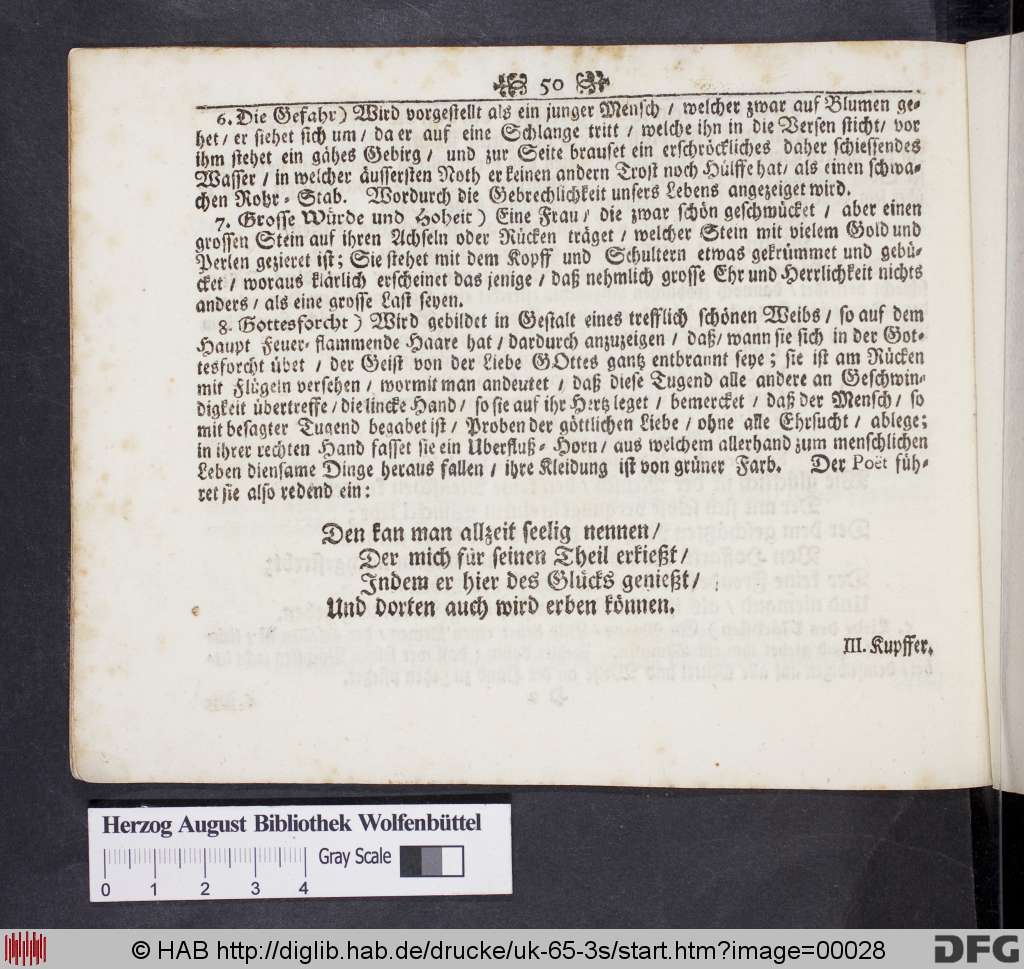 50
6. Die Gefahr) Wird vorgestellt als ein junger Mensch / welcher zwar auf Blumen ge-
het / er siehet sich um / da er auf eine Schlange tritt / welche ihn in die Versen sticht / vor
ihm stehet ein gähes Gebirg / und zur Seite brauset ein erschröckliches daher schiessendes
Wasser / in welcher äussersten Noth er keinen andern Trost noch Hülffe hat / als einen schwa-
chen Rohr-Stab. Wordurch die Gebrechlichkeit unsers Lebens angezeiget wird.
7. Grosse Würde und Hoheit) Eine Frau / die zwar schön geschmücket / aber einen
grossen Stein auf ihren Achseln oder Rücken träget / welcher Stein mit vielem Gold und
Perlen gezieret ist; Sie stehet mit dem Kopff und Schultern etwas gekrümmet und gebü-
cket / woraus klärlich erscheinet das jenige / daß nehmlich grosse Ehr und Herrlichkeit nichts
anders / als eine grosse Last seyen.
8. Gottesforcht) Wird gebildet in Gestalt eines trefflich schönen Weibs / so auf dem
Haupt Feuer-flammende Haare hat / dardurch anzuzeigen / daß / wann sie sich in der Got-
tesforcht übet / der Geist von der Liebe GOttes gantz entbrannt seye; sie ist am Rücken
mit Flügeln versehen / wormit man andeutet / daß diese Tugend alle andere an Geschwin-
digkeit übertreffe / die lincke Hand / so sie auf ihr Hertz leget / bemercket / daß der Mensch / so
mit besagter Tugend begabet ist / Proben der göttlichen Liebe / ohne alle Ehrsucht / ablege;
in ihrer rechten Hand fasset sie ein Uberfluß-Horn / aus welchem allerhand zum menschlichen
Leben diensame Dinge heraus fallen / ihre Kleidung ist von grüner Farb. Der Poët füh-
ret sie also redend ein:
Den kan man allzeit seelig nennen /
Der mich für seinen Theil erkießt /
Indem er hier des Glücks genießt /
Und dorten auch wird erben können.
III. Kupffer.
Herzog August Bibliothek Wolfenbüttel
Gray Scale
0 1 2 3 4
© HAB http://diglib.hab.de/drucke/uk-65-3s/start.htm?image=00028
DFG